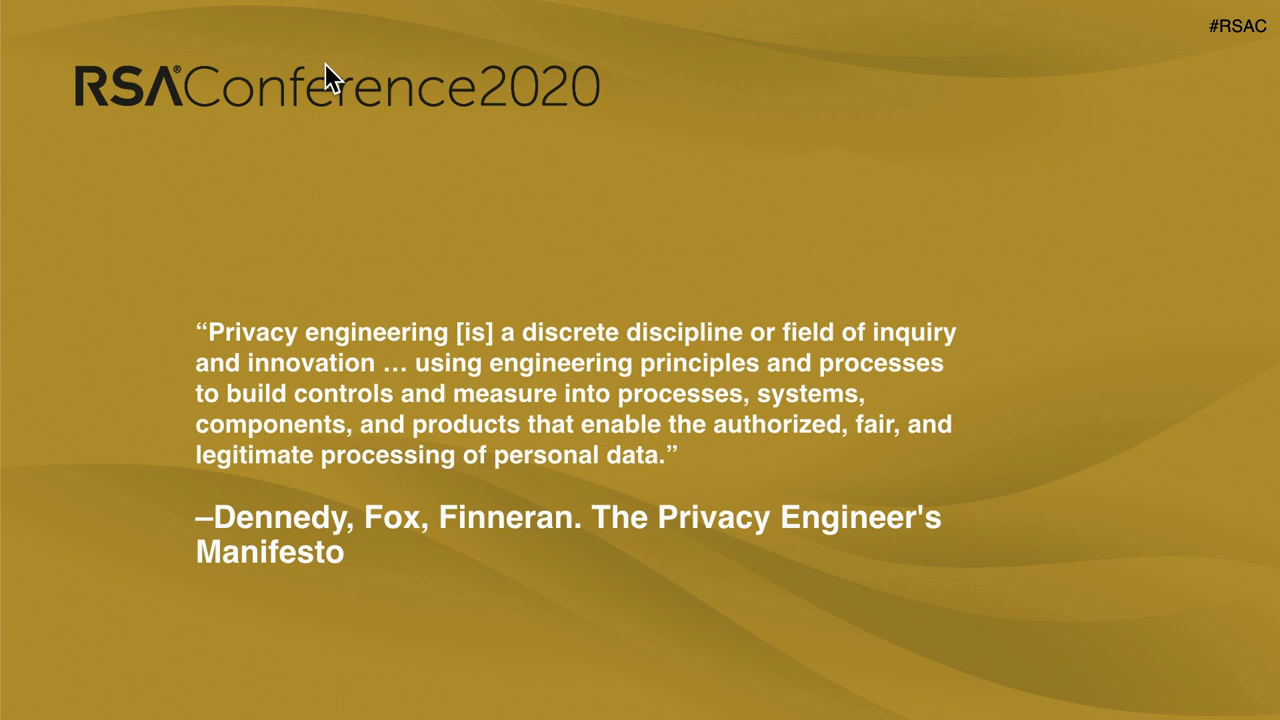 #RSAC
RSA®Conference2020
“Privacy engineering [is] a discrete discipline or field of inquiry
and innovation … using engineering principles and processes
to build controls and measure into processes, systems,
components, and products that enable the authorized, fair, and
legitimate processing of personal data.”
–Dennedy, Fox, Finneran. The Privacy Engineer's
Manifesto